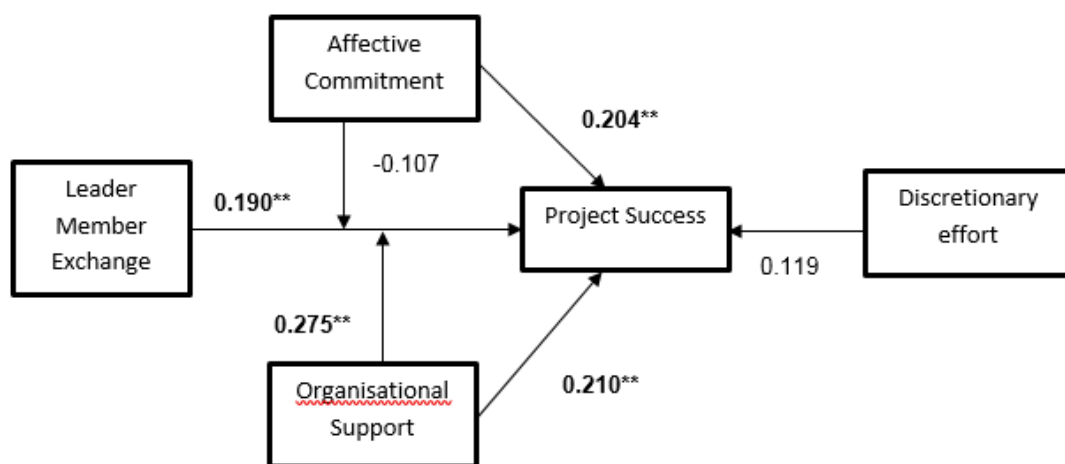 Affective
Commitment
0.204**
-0.107
Leader
Member
Exchange
0.190**
Project Success
Discretionary
effort
0.119
0.275**
Organisational
Support
0.210**